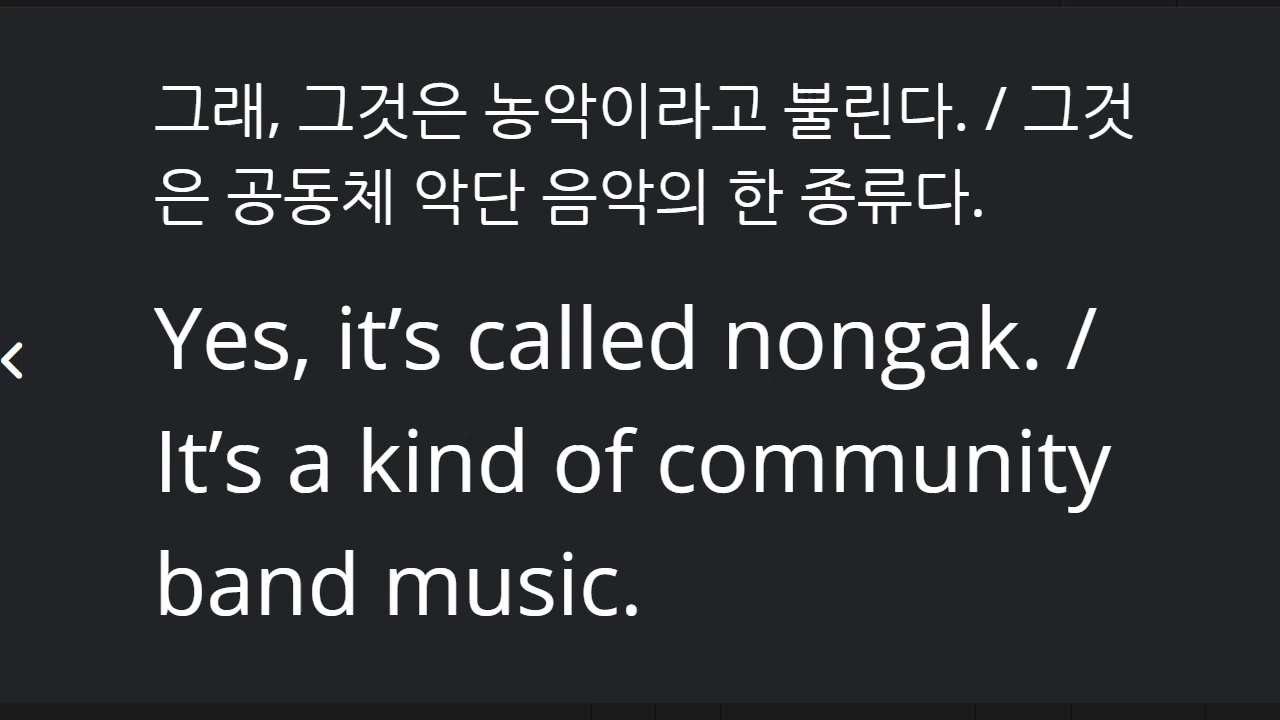 그래, 그것은 농악이라고 불린다. / 그것
은 공동체 악단 음악의 한 종류다.
Yes, it’s called nongak. /
It’s a kind of community
band music.